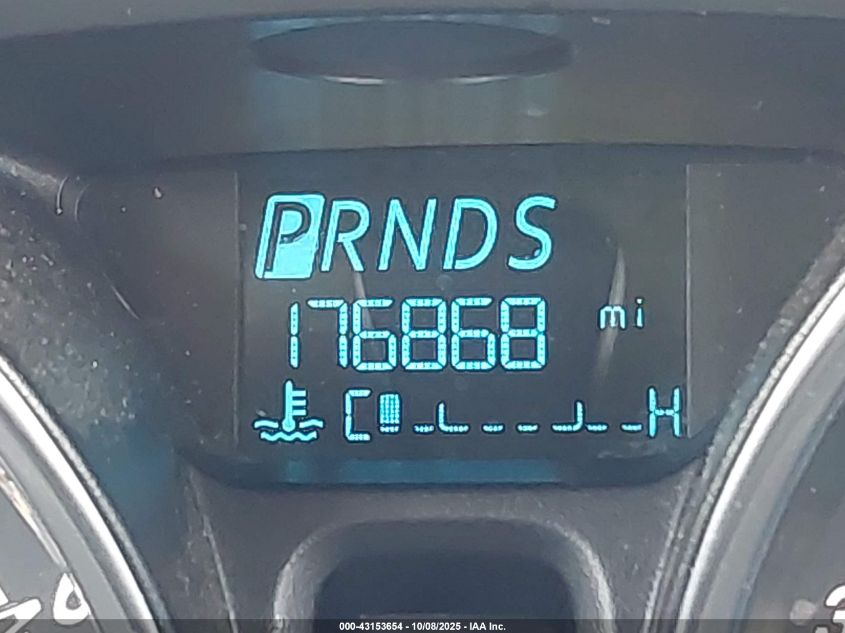 PRNDS
176868 mi
C H
000-43153654 - 10/08/2025 - IAA Inc.